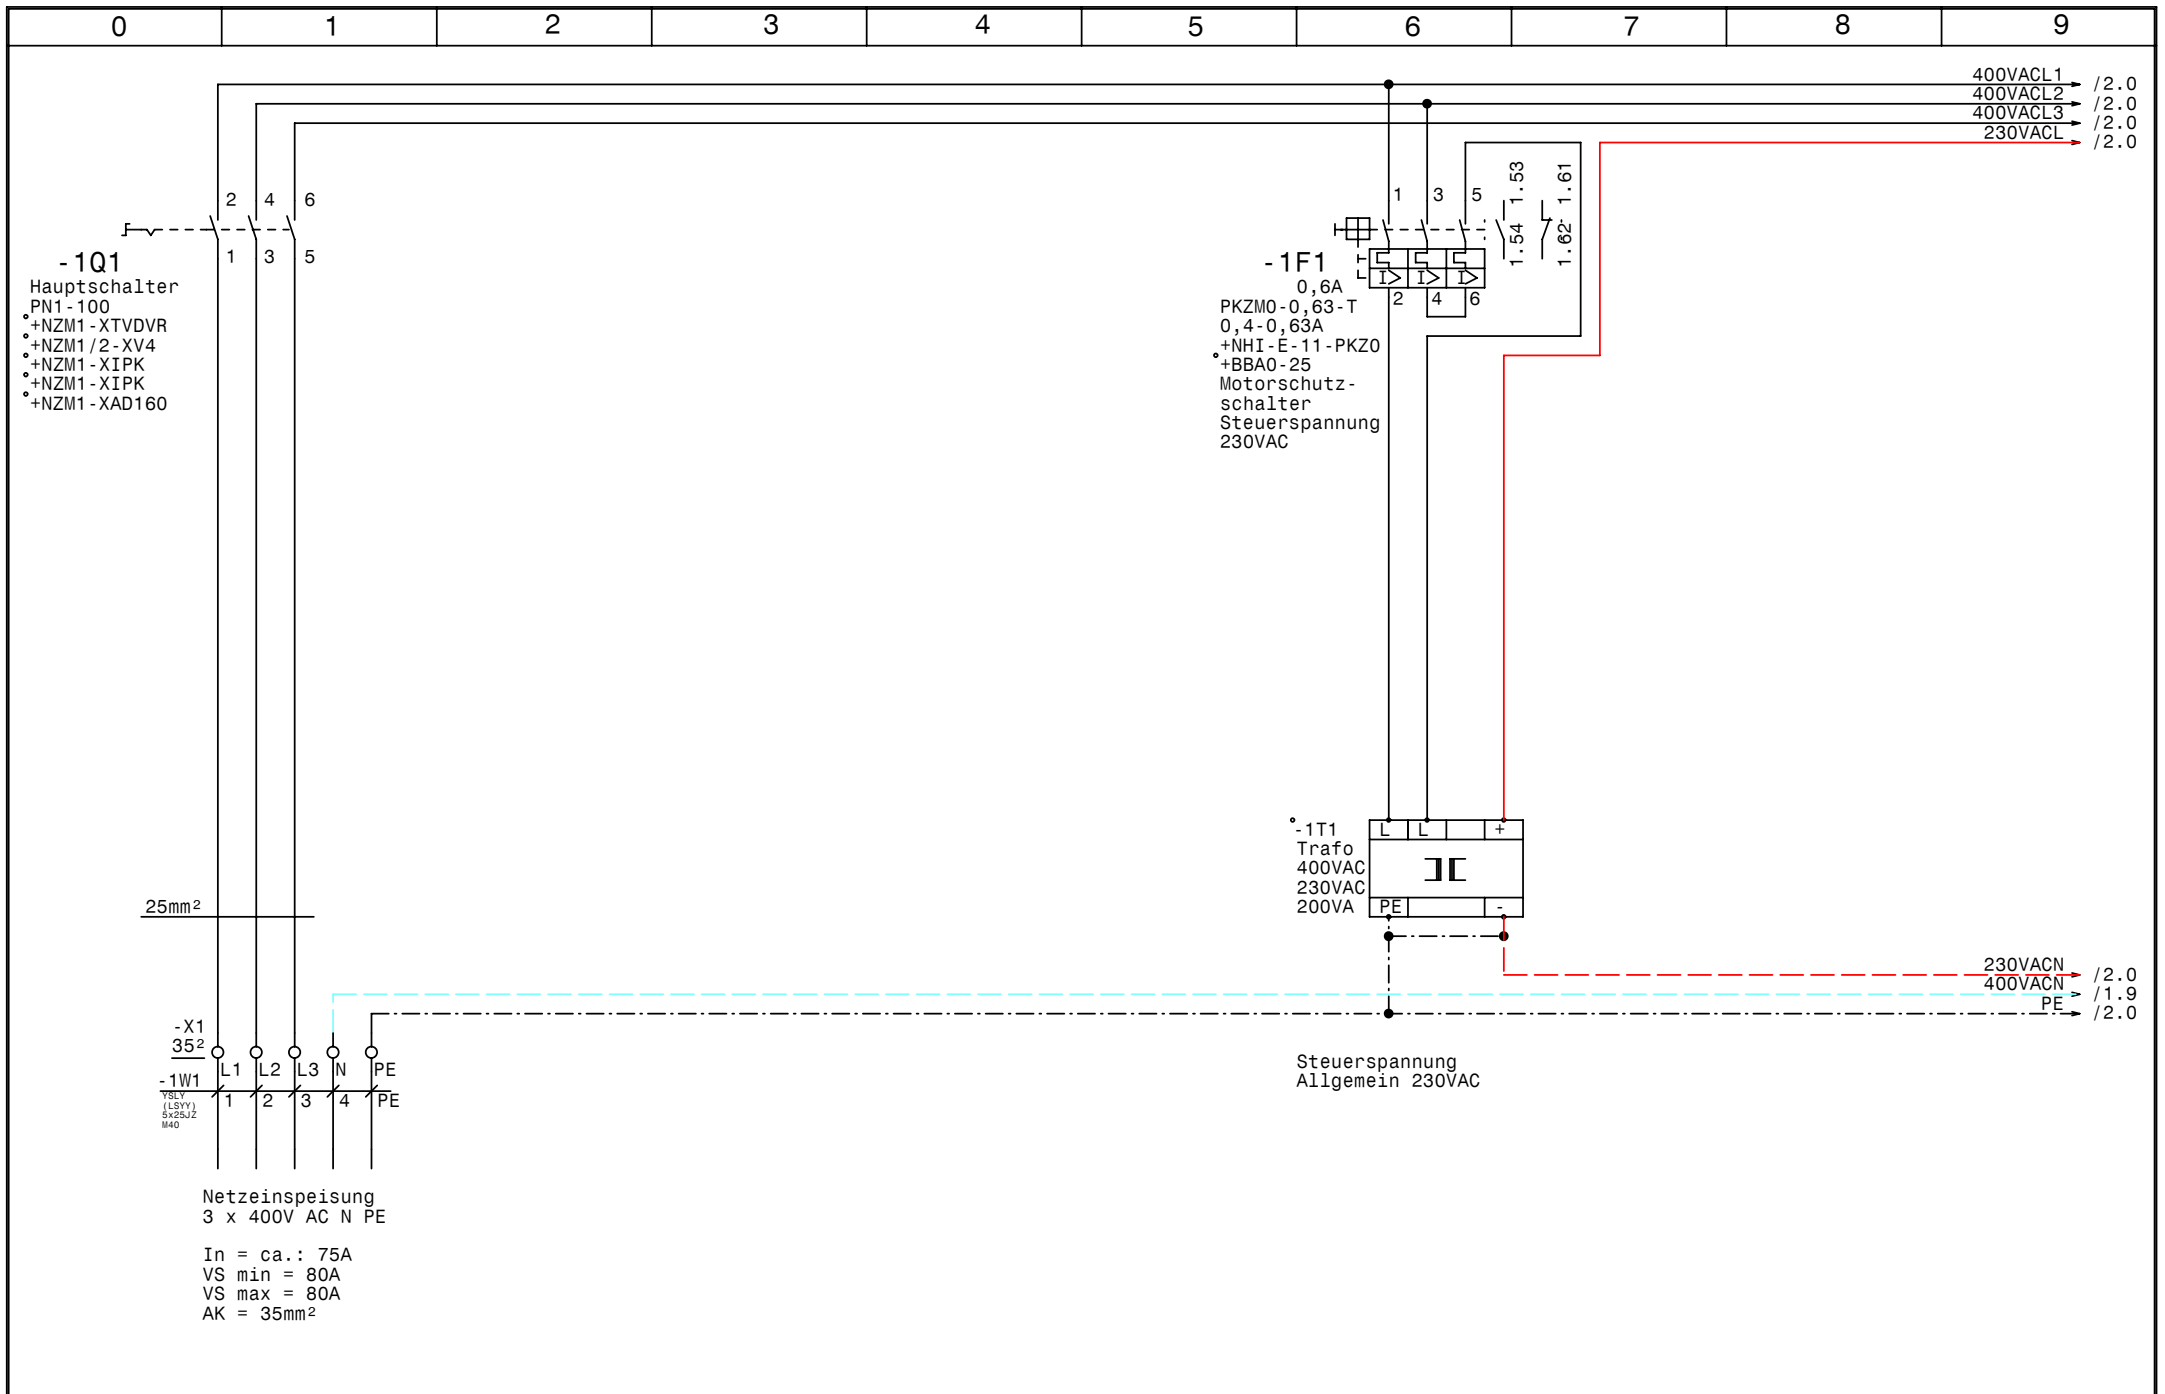 0 1 2 3 4 5 6 7 8 9
400VACL1 /2.0
400VACL2 /2.0
400VACL3 /2.0
230VACL /2.0
2 4 6
1 3 5
-1Q1
Hauptschalter
PN1-100
°+NZM1-XTVDVR
°+NZM1/2-XV4
°+NZM1-XIPK
°+NZM1-XIPK
°+NZM1-XAD160
1 3 5
1.53
1.54
1.61
1.62
I> I> I>
2 4 6
-1F1
0,6A
PKZM0-0,63-T
0,4-0,63A
+NHI-E-11-PKZ0
°+BBA0-25
Motorschutz-
schalter
Steuerspannung
230VAC
°-1T1
Trafo
400VAC
230VAC
200VA
L L +
PE -
25mm²
230VACN /2.0
400VACN /1.9
PE /2.0
-X1
35²
L1 L2 L3 N PE
-1W1
YSLY
(LSYY)
5x25JZ
M40
1 2 3 4 PE
Steuerspannung
Allgemein 230VAC
Netzeinspeisung
3 x 400V AC N PE
In = ca.: 75A
VS min = 80A
VS max = 80A
AK = 35mm²